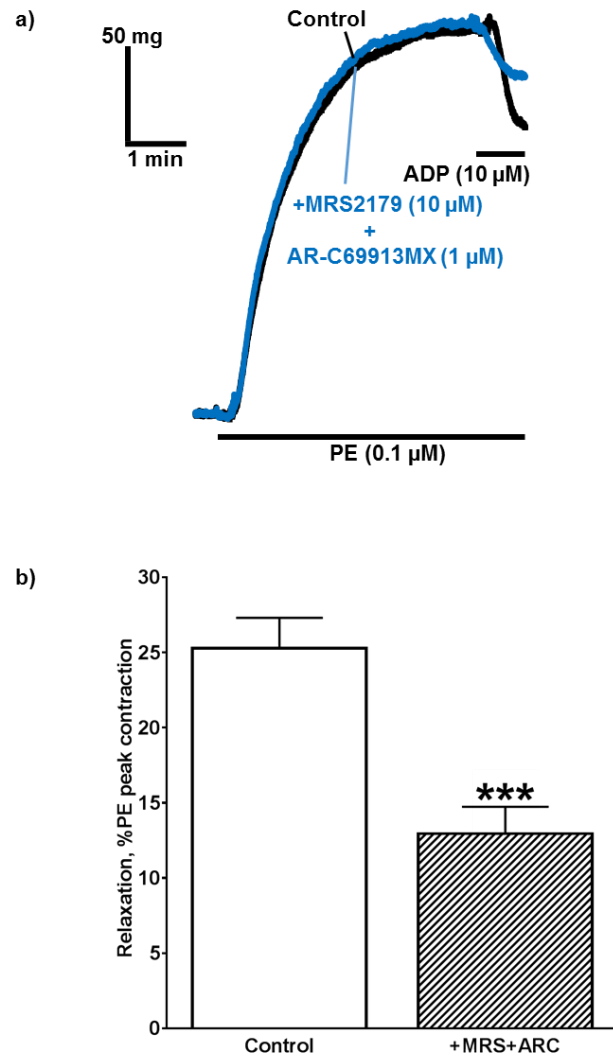 a)
Control
50 mg
1 min
ADP (10 µM)
+MRS2179 (10 µM)
+
AR-C69913MX (1 µM)
PE (0.1 µM)
b)
Relaxation, %PE peak contraction
30
25
20
15
10
5
0
***
Control
+MRS+ARC